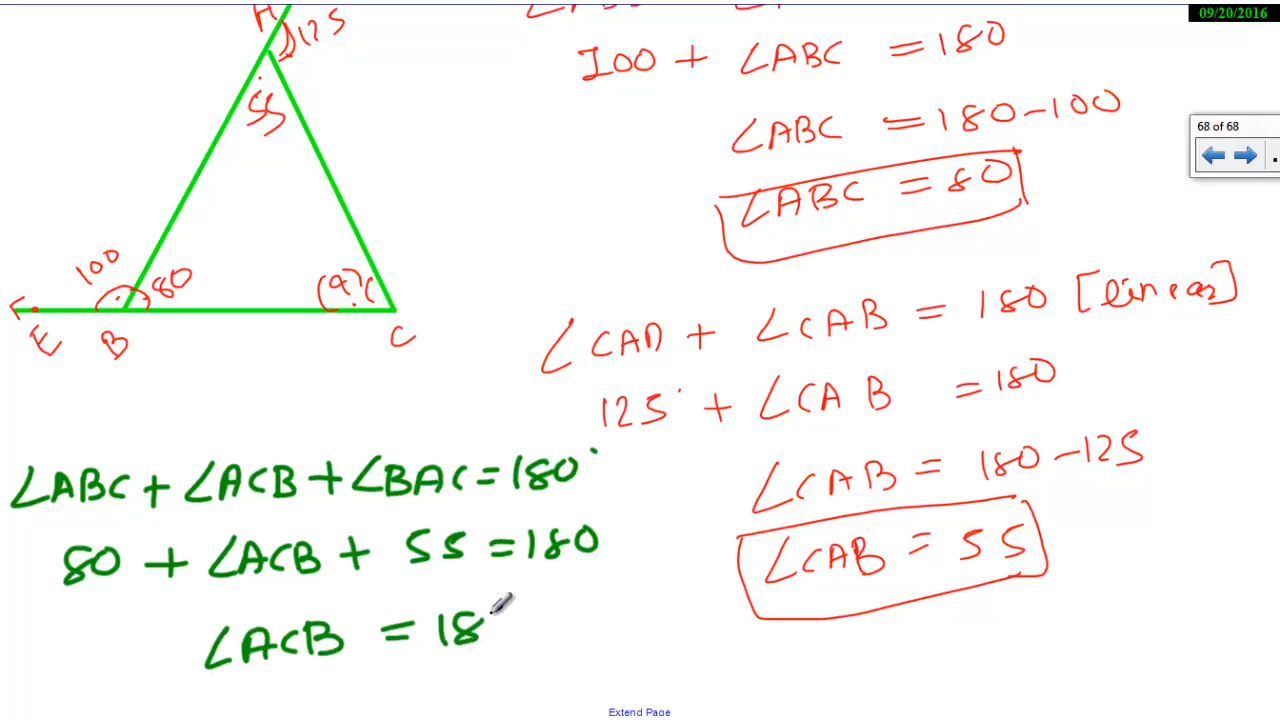 09/20/2016
A
125
100 + ∠ABC = 180
55
∠ABC = 180-100
68 of 68
∠ABC = 80
100
80
(9?(
E
B
C
∠CAD + ∠CAB = 180 [linear]
125° + ∠CAB = 180
∠CAB = 180-125
∠CAB = 55
∠ABC + ∠ACB + ∠BAC = 180°
80 + ∠ACB + 55 = 180
∠ACB = 18
Extend Page